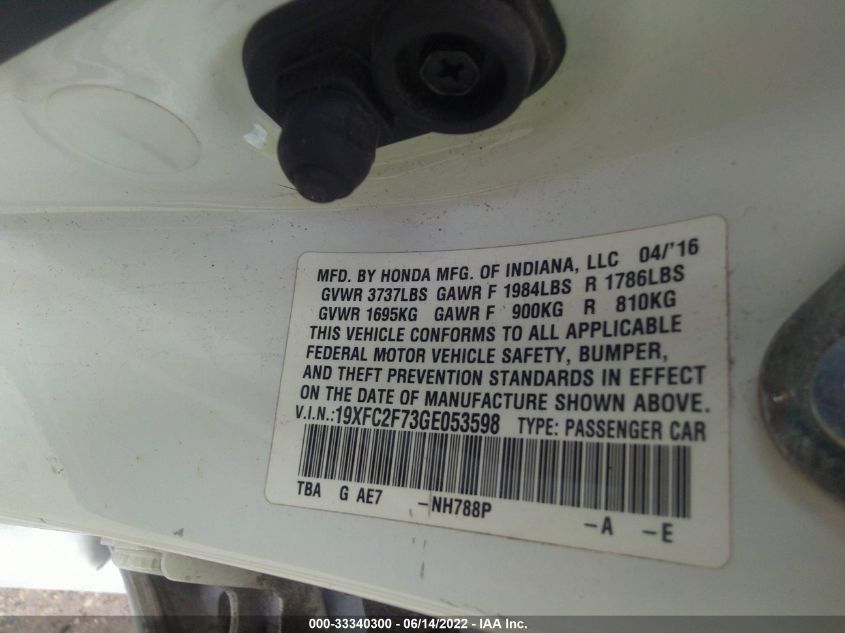 MFD. BY HONDA MFG. OF INDIANA, LLC 04/'16
GVWR 3737LBS GAWR F 1984LBS R 1786LBS
GVWR 1695KG GAWR F 900KG R 810KG
THIS VEHICLE CONFORMS TO ALL APPLICABLE
FEDERAL MOTOR VEHICLE SAFETY, BUMPER,
AND THEFT PREVENTION STANDARDS IN EFFECT
ON THE DATE OF MANUFACTURE SHOWN ABOVE.
V.I.N.:19XFC2F73GE053598 TYPE: PASSENGER CAR
TBA G AE7 -NH788P -A -E
000-33340300 - 06/14/2022 - IAA Inc.